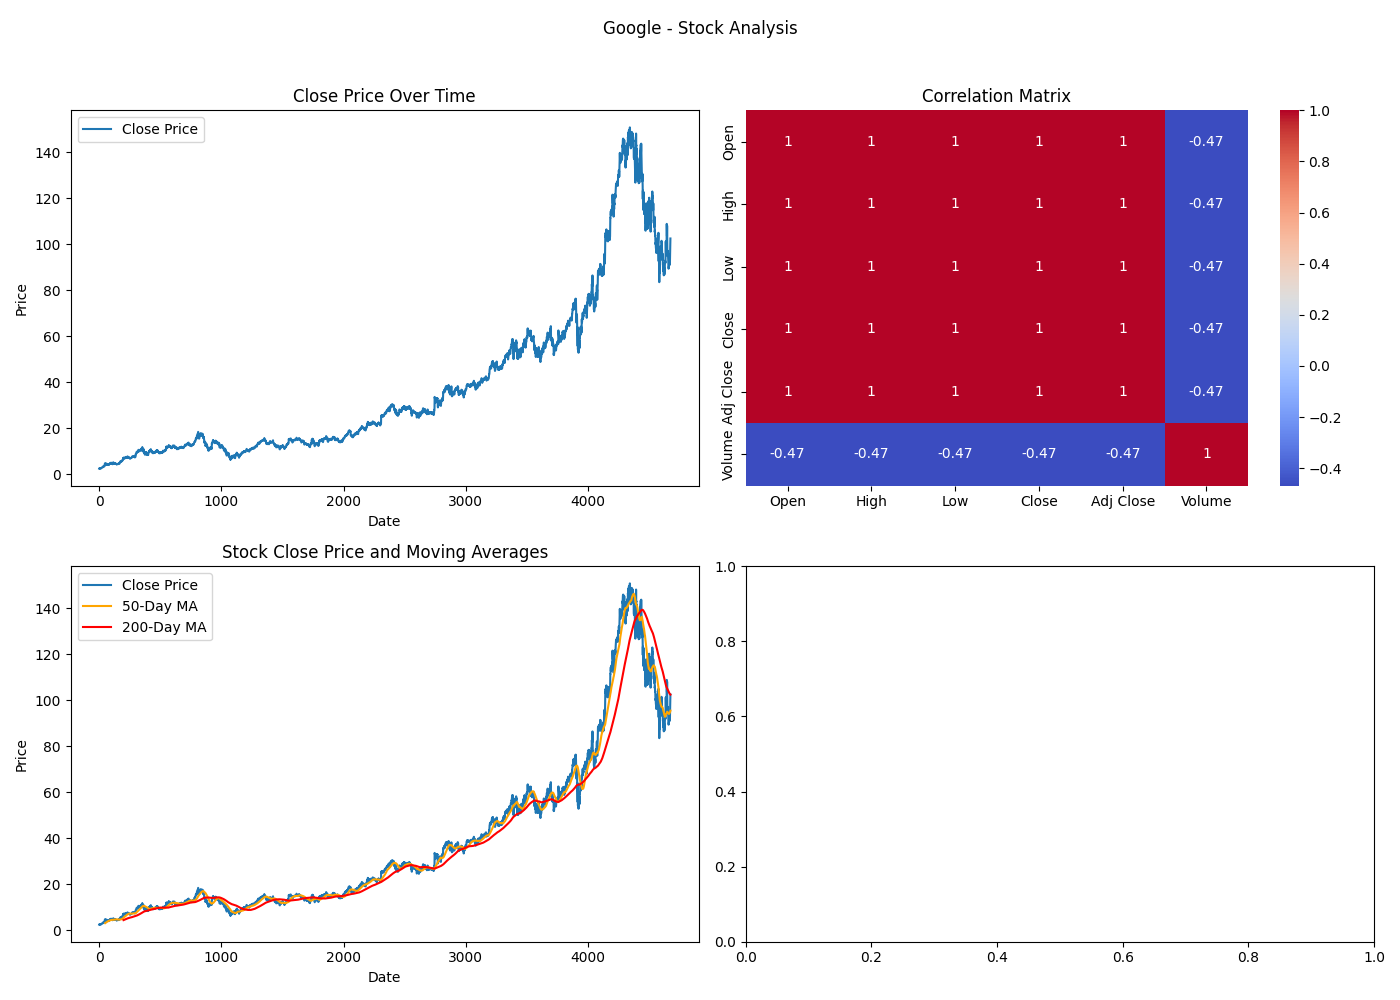 Google - Stock Analysis
Close Price Over Time
Close Price
140
120
100
80
60
40
20
0
Price
0 1000 2000 3000 4000
Date
Correlation Matrix
Open 1 1 1 1 1 -0.47
High 1 1 1 1 1 -0.47
Low 1 1 1 1 1 -0.47
Close 1 1 1 1 1 -0.47
Adj Close 1 1 1 1 1 -0.47
Volume -0.47 -0.47 -0.47 -0.47 -0.47 1
Open High Low Close Adj Close Volume
1.0
0.8
0.6
0.4
0.2
0.0
−0.2
−0.4
Stock Close Price and Moving Averages
Close Price
50-Day MA
200-Day MA
140
120
100
80
60
40
20
0
Price
0 1000 2000 3000 4000
Date
1.0
0.8
0.6
0.4
0.2
0.0
0.0 0.2 0.4 0.6 0.8 1.0